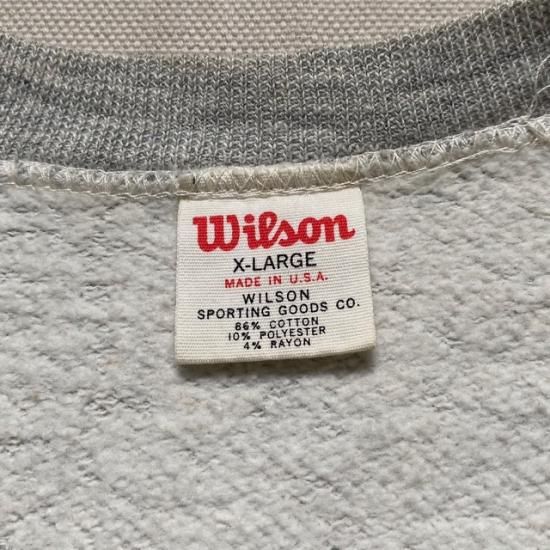 Wilson
X-LARGE
MADE IN U.S.A.
WILSON
SPORTING GOODS CO.
86% COTTON
10% POLYESTER
4% RAYON